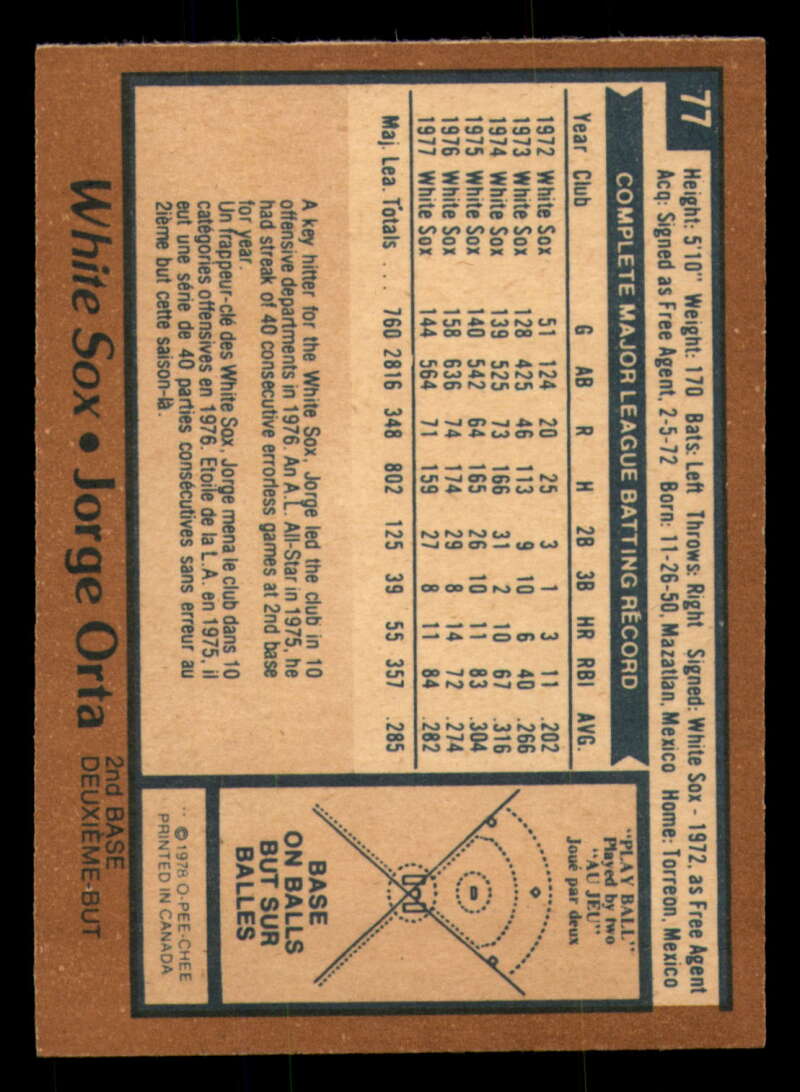 77
Height: 5'10" Weight: 170 Bats: Left Throws: Right Signed: White Sox - 1972, as Free Agent
Acq: Signed as Free Agent, 2-5-72 Born: 11-26-50, Mazatlan, Mexico Home: Torreon, Mexico
COMPLETE MAJOR LEAGUE BATTING RECORD
Year Club G AB R H 2B 3B HR RBI AVG.
1972 White Sox 51 124 20 25 3 1 3 11 .202
1973 White Sox 128 425 46 113 9 10 6 40 .266
1974 White Sox 139 525 73 166 31 2 10 67 .316
1975 White Sox 140 542 64 165 26 10 11 83 .304
1976 White Sox 158 636 74 174 29 8 14 72 .274
1977 White Sox 144 564 71 159 27 8 11 84 .282
Maj. Lea. Totals ... 760 2816 348 802 125 39 55 357 .285
A key hitter for the White Sox, Jorge led the club in 10
offensive departments in 1976. An A.L. All-Star in 1975, he
had streak of 40 consecutive errorless games at 2nd base
for year.
Un frappeur-clé des White Sox, Jorge mena le club dans 10
catégories offensives en 1976. Etoile de la L.A. en 1975, il
eut une série de 40 parties consécutives sans erreur au
2ième but cette saison-là.
"PLAY BALL"
Played by two
"AU JEU"
Joué par deux
BASE
ON BALLS
BUT SUR
BALLES
© 1978 O-PEE-CHEE
PRINTED IN CANADA
White Sox • Jorge Orta
2nd BASE
DEUXIÈME-BUT